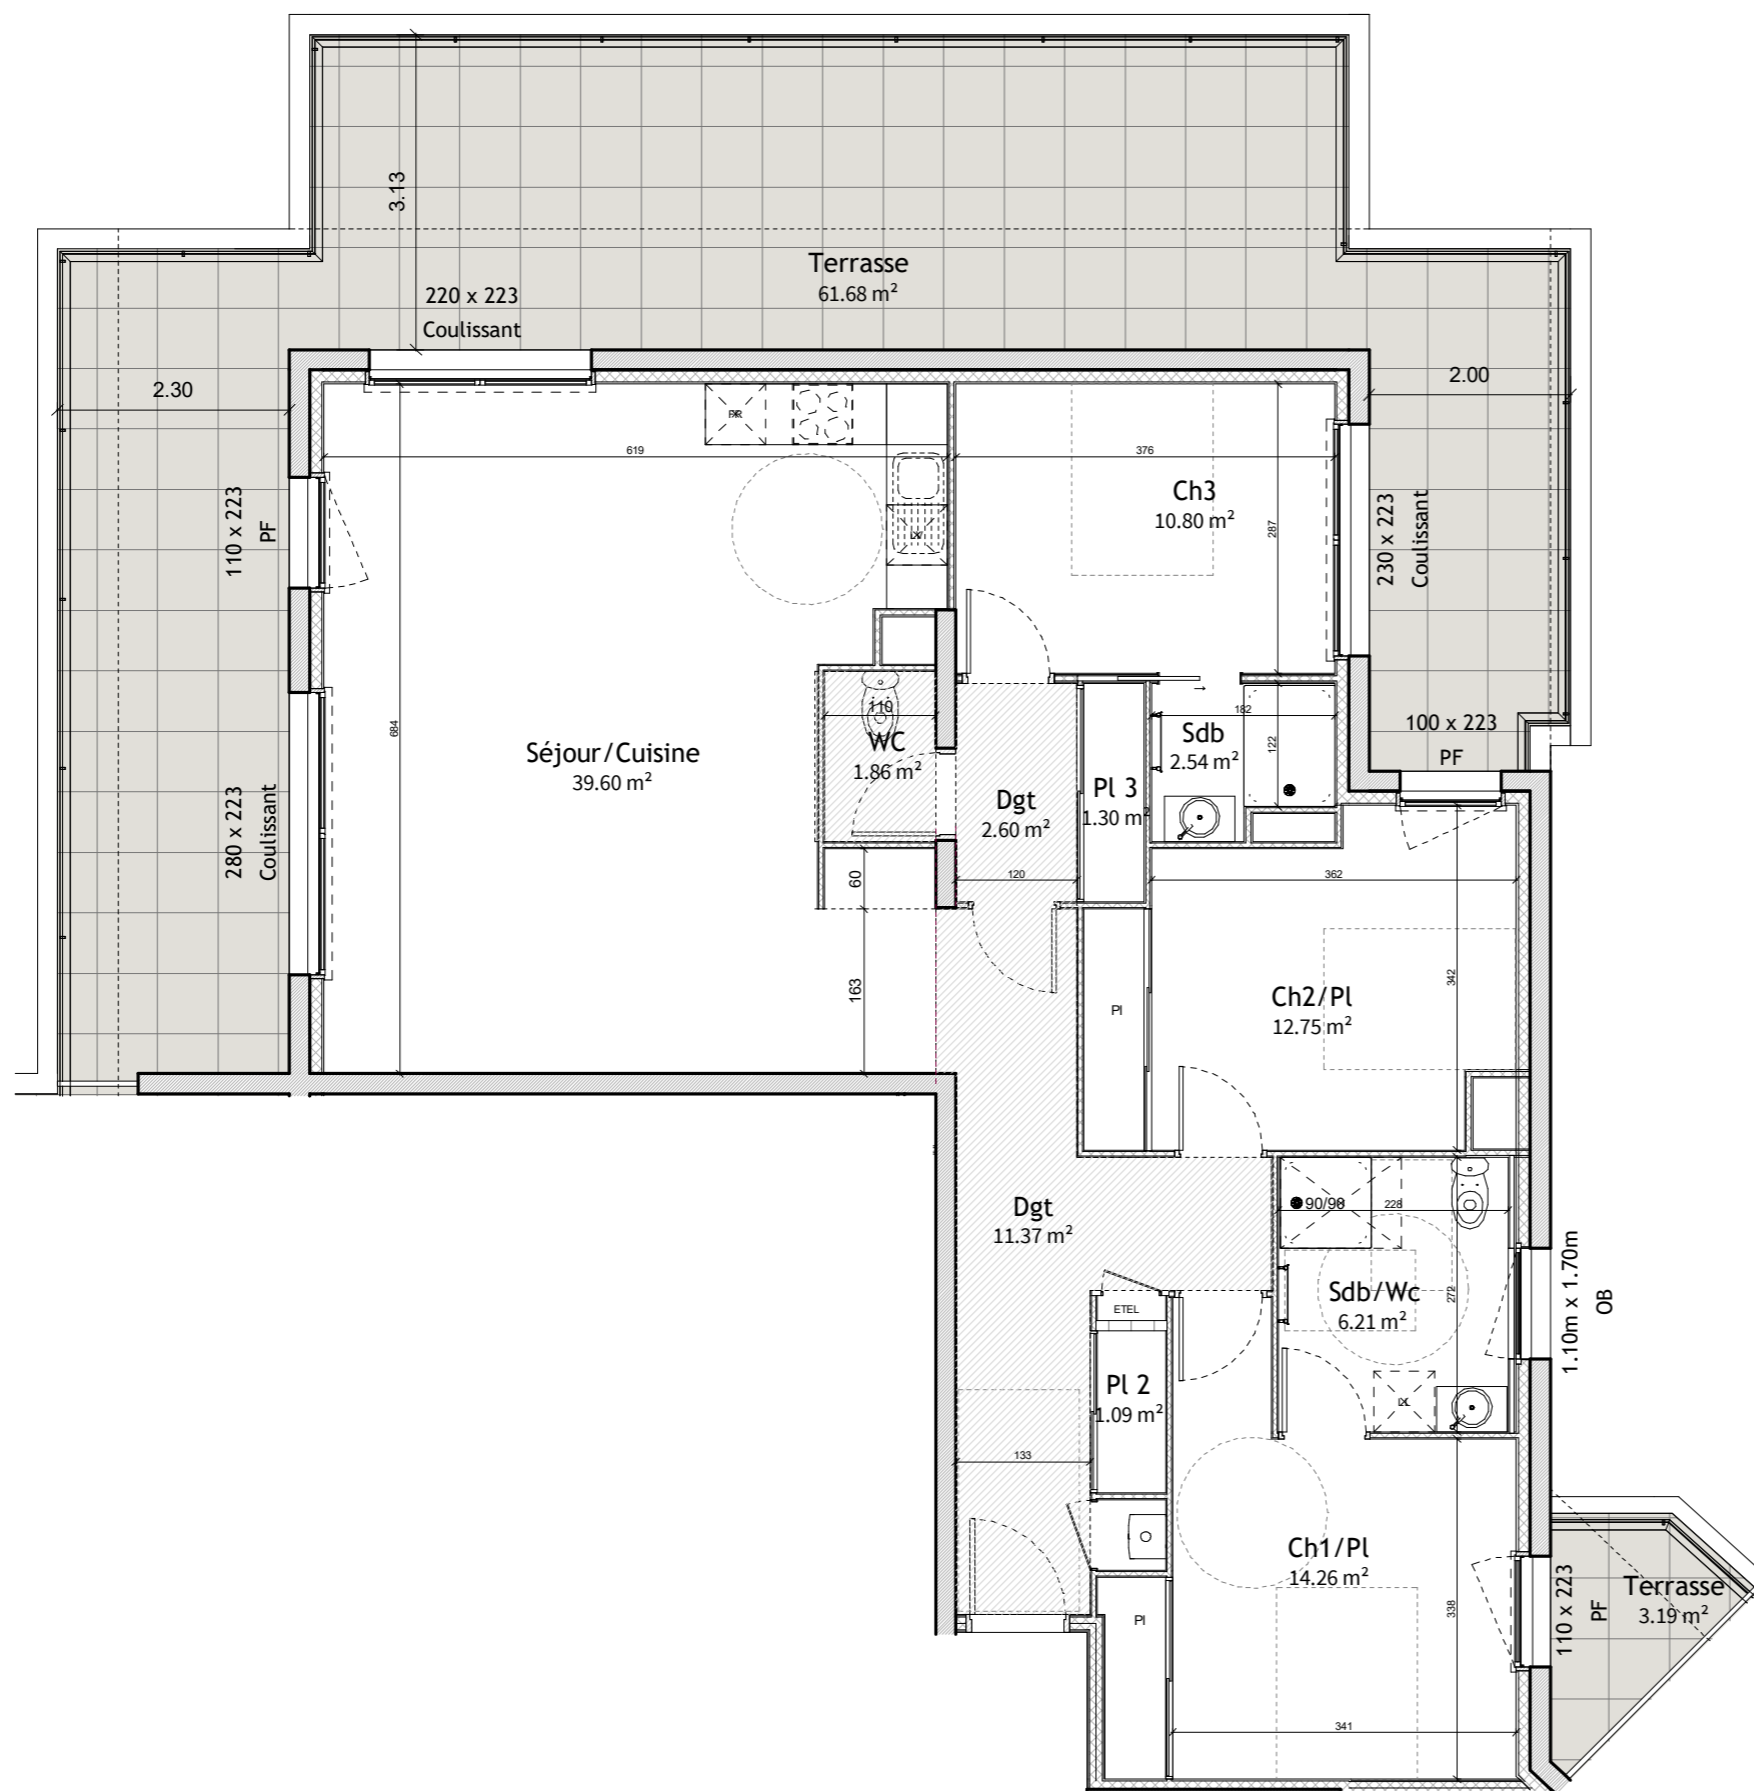 3.13
Terrasse
61.68 m²
220 x 223
Coulissant
2.30
2.00
619
376
110 x 223
PF
Ch3
10.80 m²
287
230 x 223
Coulissant
684
110
WC
1.86 m²
182
Sdb
2.54 m²
122
100 x 223
PF
Séjour/Cuisine
39.60 m²
Dgt
2.60 m²
Pl 3
1.30 m²
280 x 223
Coulissant
60
120
362
163
Pl
Ch2/Pl
12.75 m²
342
Dgt
11.37 m²
90/90
228
Sdb/Wc
6.21 m²
272
1.10m x 1.70m
OB
ETEL
Pl 2
1.09 m²
LL
133
Ch1/Pl
14.26 m²
110 x 223
PF
Terrasse
3.19 m²
338
Pl
341